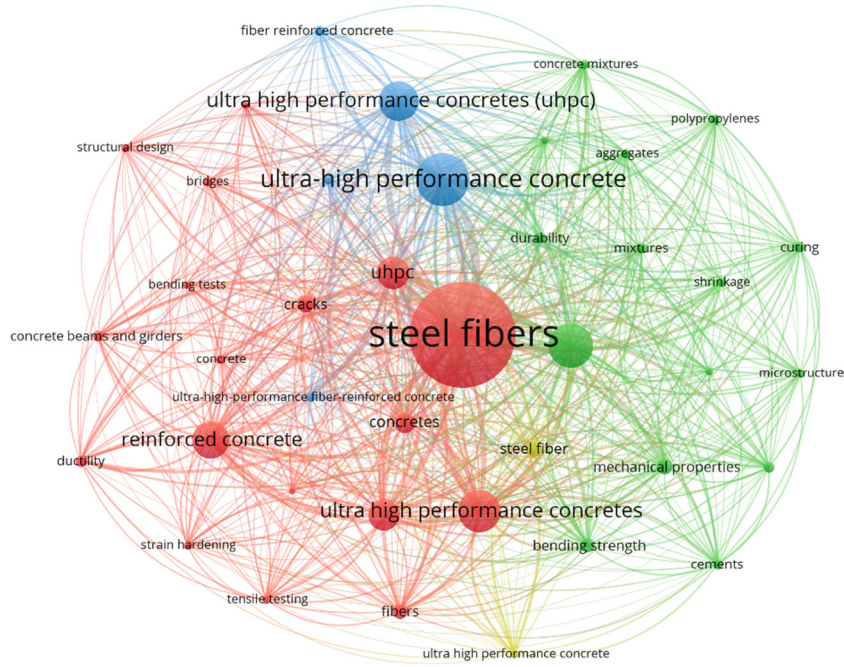 fiber reinforced concrete
concrete mixtures
ultra high performance concretes (uhpc)
polypropylenes
structural design
aggregates
bridges
ultra-high performance concrete
durability
mixtures
curing
uhpc
shrinkage
bending tests
cracks
steel fibers
concrete beams and girders
concrete
microstructure
ultra-high-performance fiber-reinforced concrete
concretes
reinforced concrete
steel fiber
ductility
mechanical properties
ultra high performance concretes
strain hardening
bending strength
cements
tensile testing
fibers
ultra high performance concrete